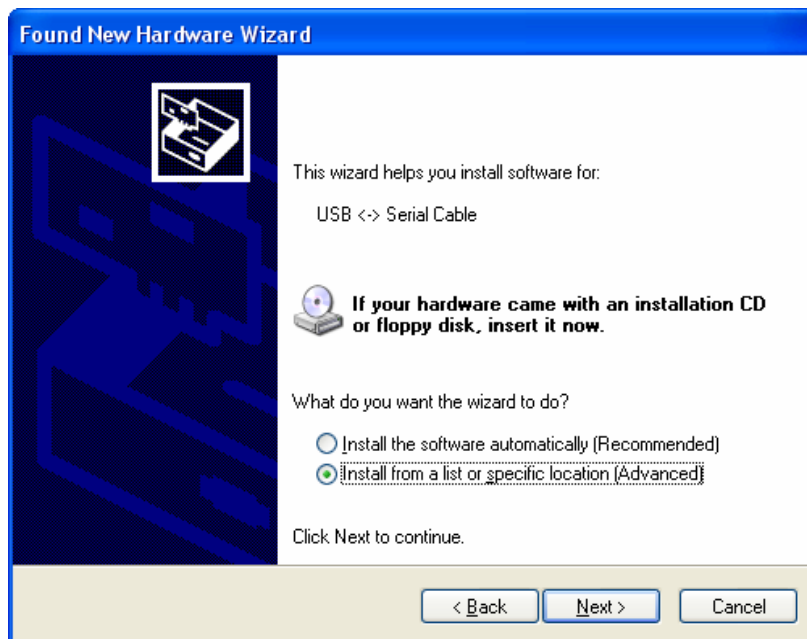 Found New Hardware Wizard
This wizard helps you install software for:
USB <-> Serial Cable
If your hardware came with an installation CD
or floppy disk, insert it now.
What do you want the wizard to do?
Install the software automatically (Recommended)
Install from a list or specific location (Advanced)
Click Next to continue.
< Back Next > Cancel